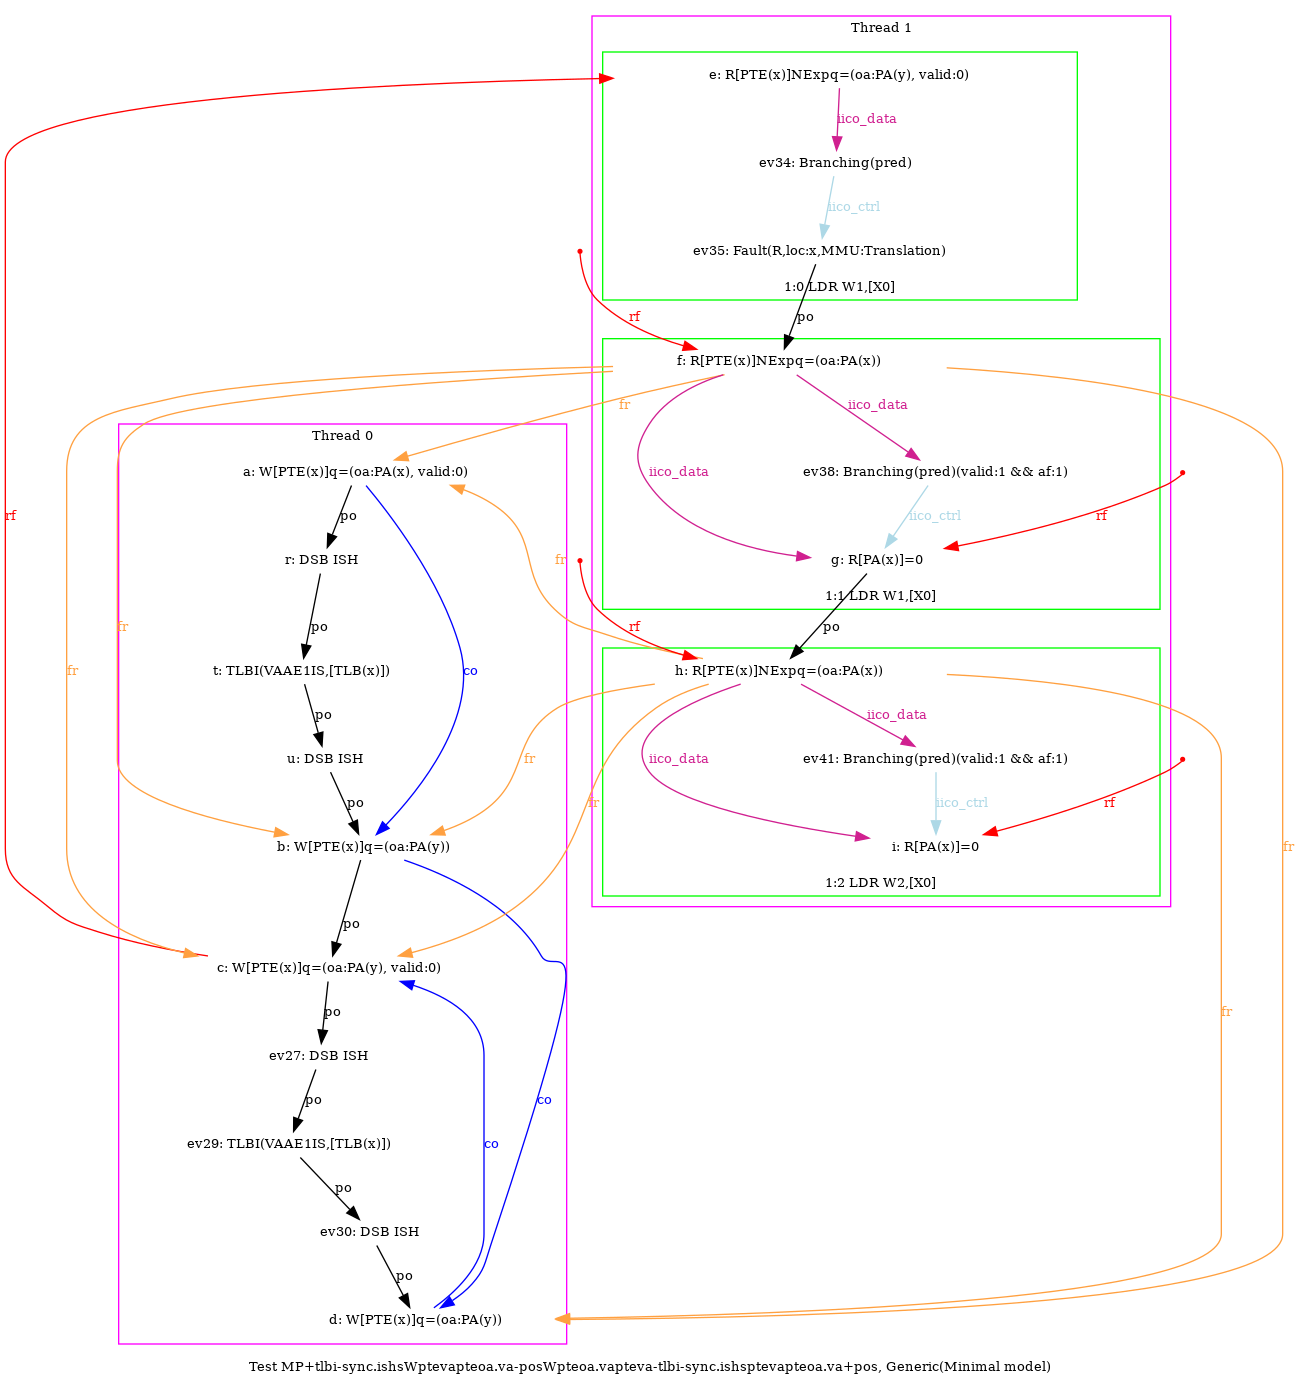 Thread 1
e: R[PTE(x)]NExpq=(oa:PA(y), valid:0)
iico_data
ev34: Branching(pred)
iico_ctrl
ev35: Fault(R,loc:x,MMU:Translation)
1:0 LDR W1,[X0]
rf
po
f: R[PTE(x)]NExpq=(oa:PA(x))
fr
iico_data
Thread 0
a: W[PTE(x)]q=(oa:PA(x), valid:0)
iico_data
ev38: Branching(pred)(valid:1 && af:1)
rf
po
iico_ctrl
rf
r: DSB ISH
fr
g: R[PA(x)]=0
1:1 LDR W1,[X0]
fr
po
rf
po
fr
t: TLBI(VAAE1IS,[TLB(x)])
co
h: R[PTE(x)]NExpq=(oa:PA(x))
po
iico_data
u: DSB ISH
fr
iico_data
ev41: Branching(pred)(valid:1 && af:1)
po
fr
iico_ctrl
rf
b: W[PTE(x)]q=(oa:PA(y))
i: R[PA(x)]=0
fr
1:2 LDR W2,[X0]
po
c: W[PTE(x)]q=(oa:PA(y), valid:0)
po
fr
ev27: DSB ISH
po
co
ev29: TLBI(VAAE1IS,[TLB(x)])
co
po
ev30: DSB ISH
po
d: W[PTE(x)]q=(oa:PA(y))
Test MP+tlbi-sync.ishsWptevapteoa.va-posWpteoa.vapteva-tlbi-sync.ishsptevapteoa.va+pos, Generic(Minimal model)